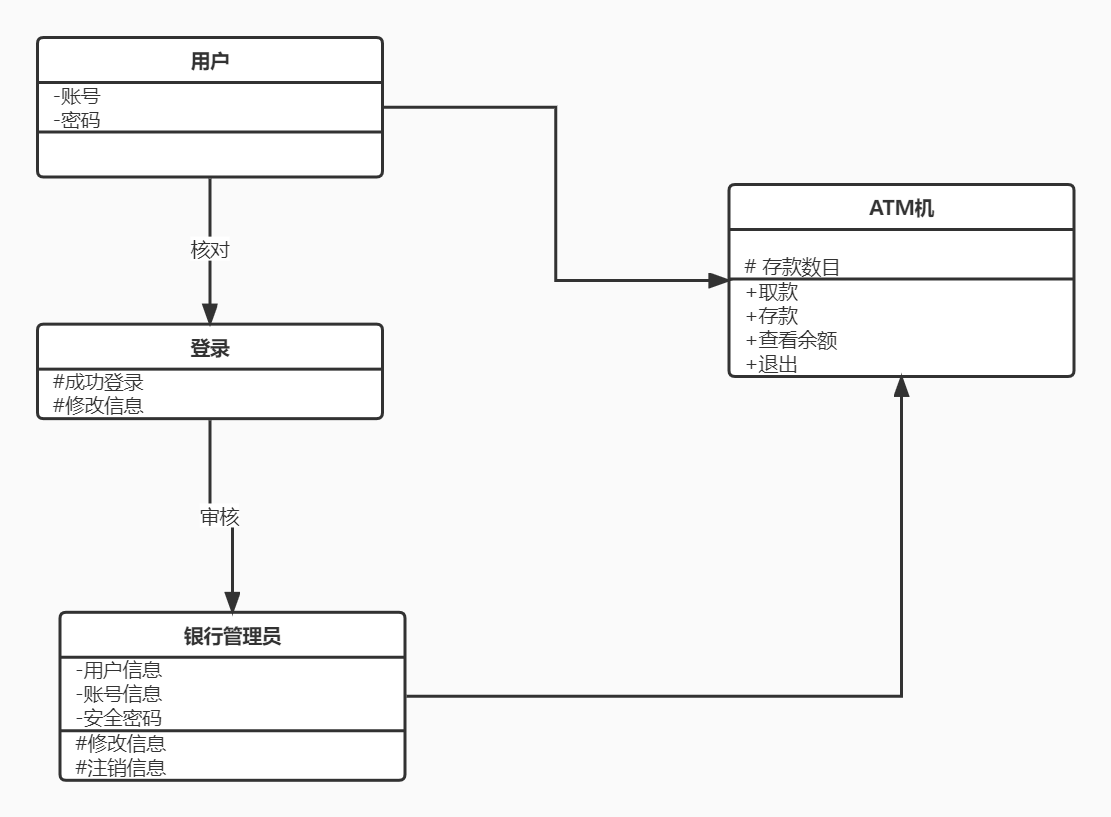 用户
-账号
-密码
核对
登录
#成功登录
#修改信息
审核
银行管理员
-用户信息
-账号信息
-安全密码
#修改信息
#注销信息
ATM机
# 存款数目
+取款
+存款
+查看余额
+退出